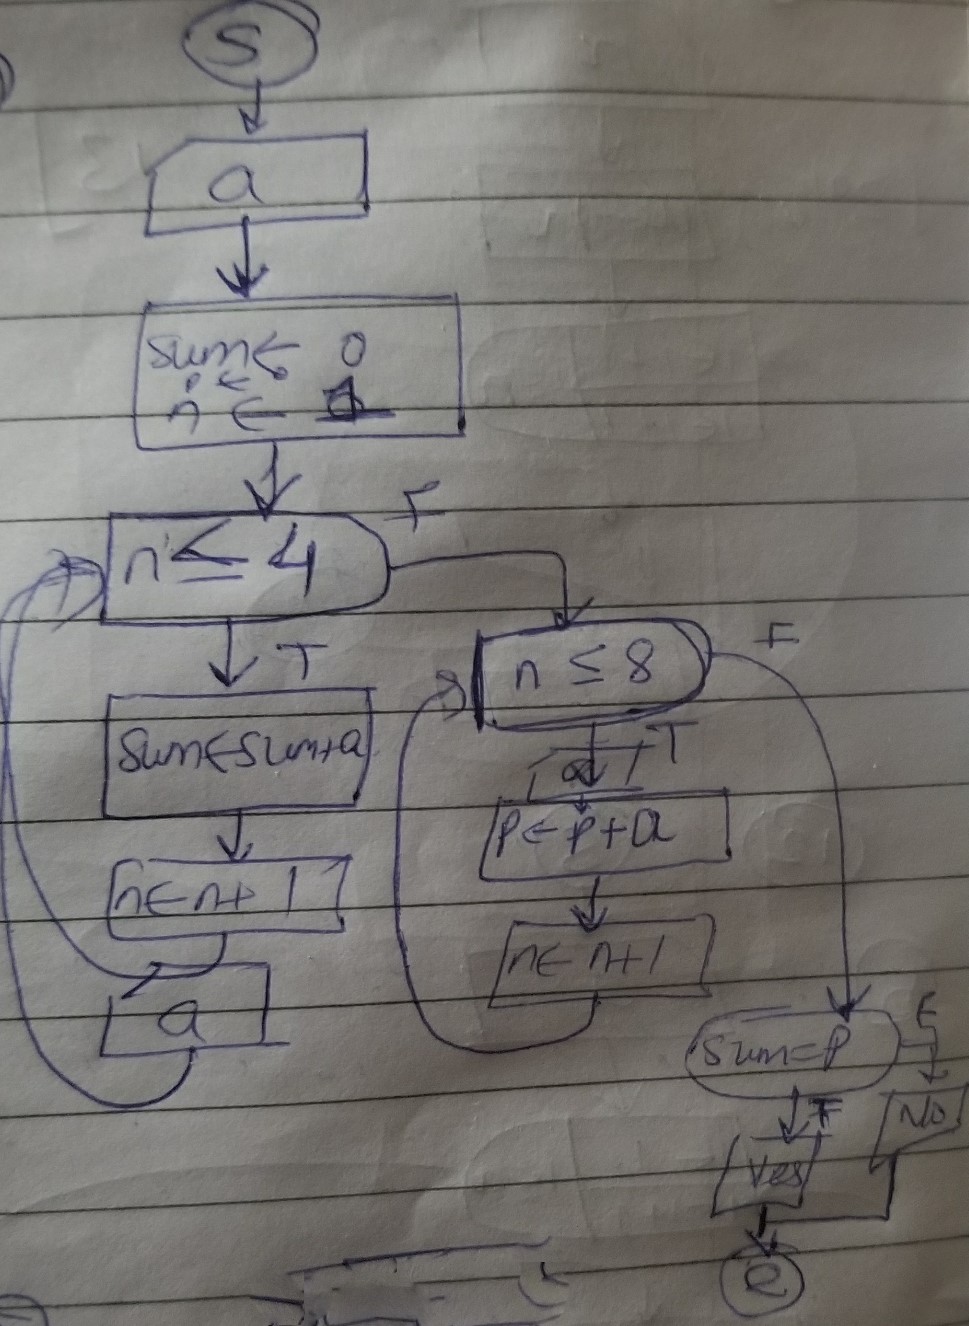 S
a
sum← 0
n ← 1
F
n ≤ 4
T
F
n ≤ 8
sum←sum+a
T
a
p← p+a
n←n+1
n← n+1
a
sum=p
F
T
No
Yes
e